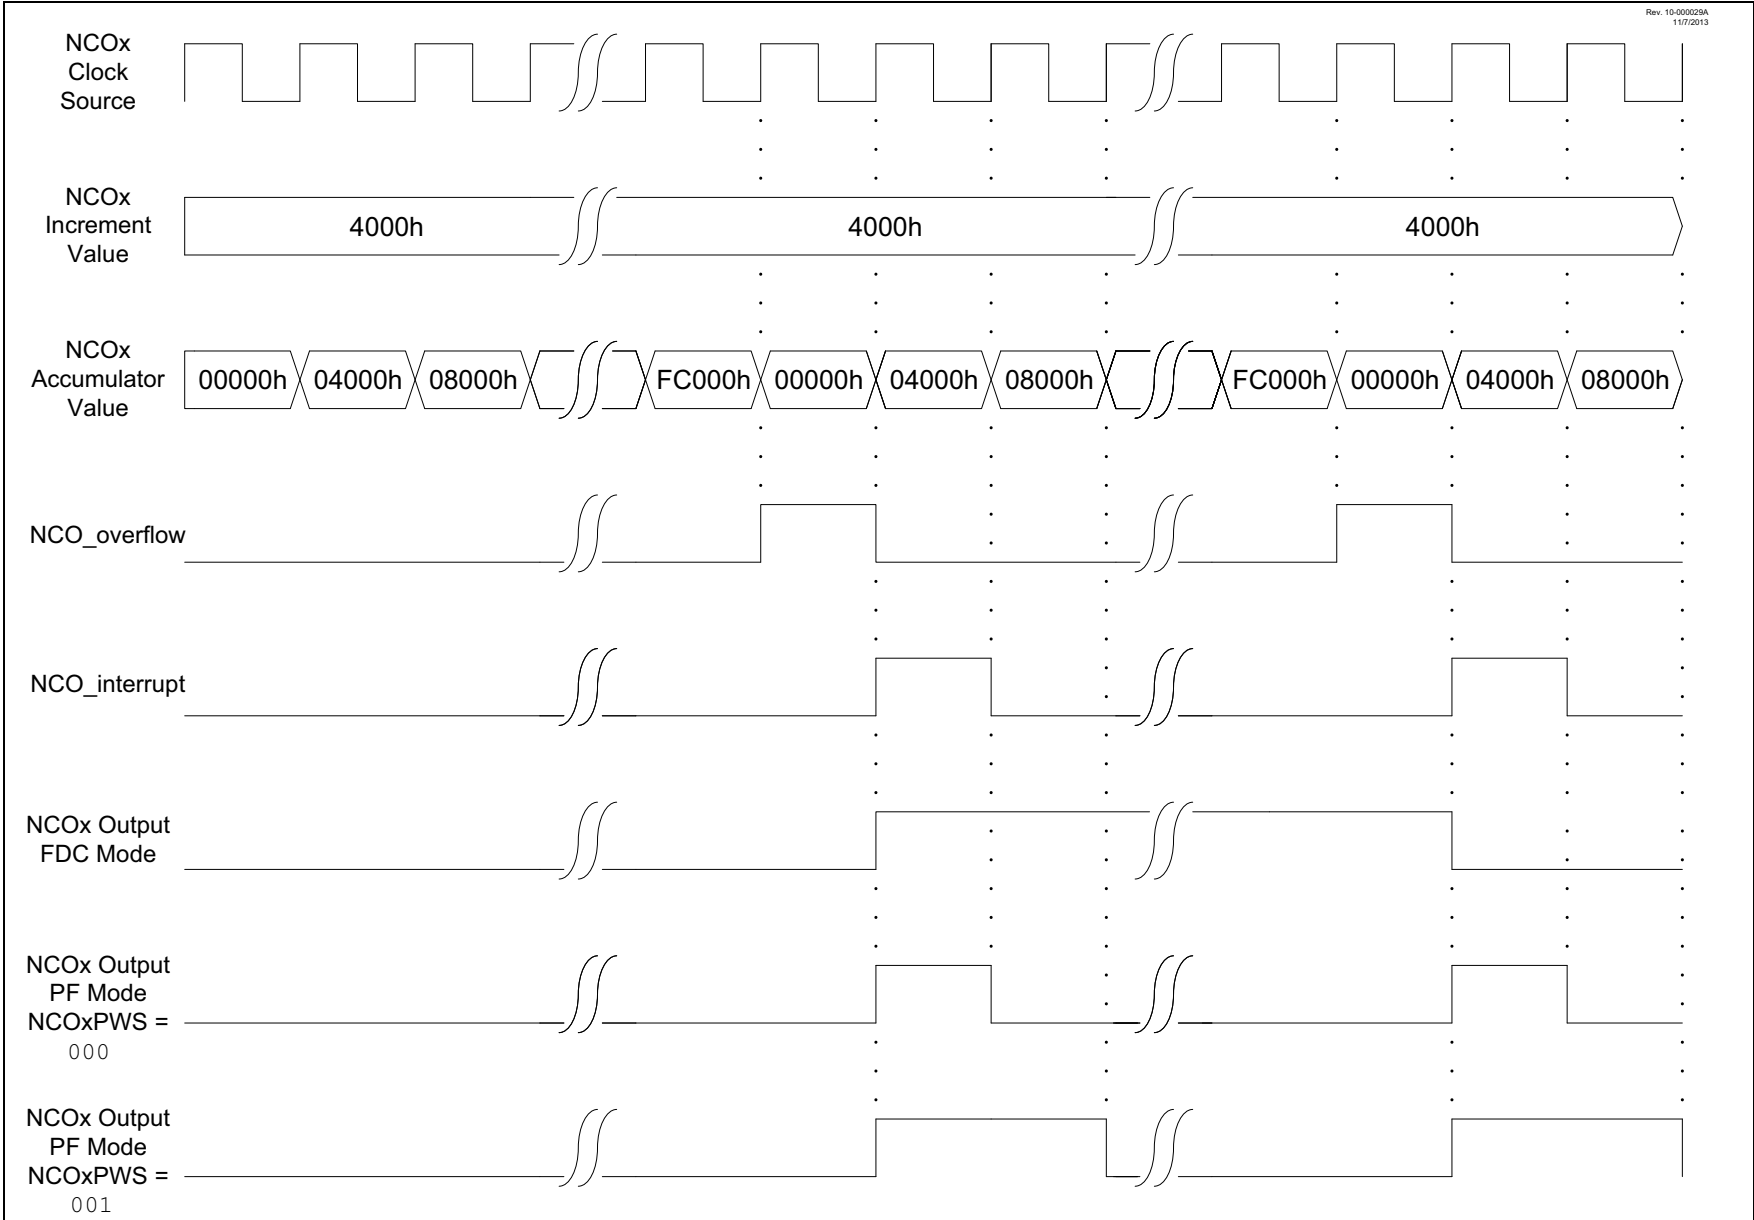 Rev. 10-000029A
11/7/2013
NCOx
Clock
Source
NCOx
Increment
Value
4000h 4000h 4000h
NCOx
Accumulator
Value
00000h 04000h 08000h FC000h 00000h 04000h 08000h FC000h 00000h 04000h 08000h
NCO_overflow
NCO_interrupt
NCOx Output
FDC Mode
NCOx Output
PF Mode
NCOxPWS =
000
NCOx Output
PF Mode
NCOxPWS =
001